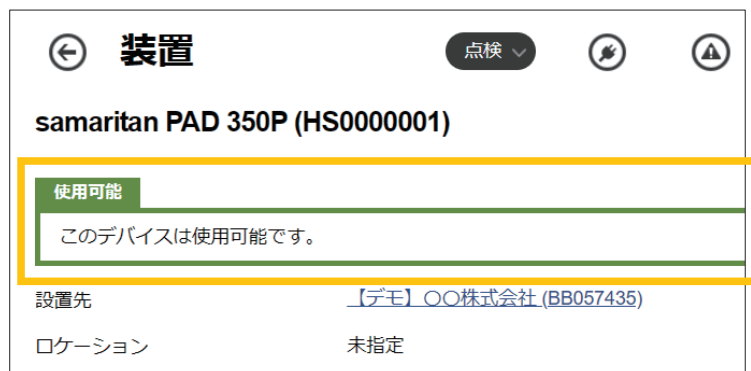 装置
点検
samaritan PAD 350P (HS0000001)
使用可能
このデバイスは使用可能です。
設置先 【デモ】〇〇株式会社 (BB057435)
ロケーション 未指定